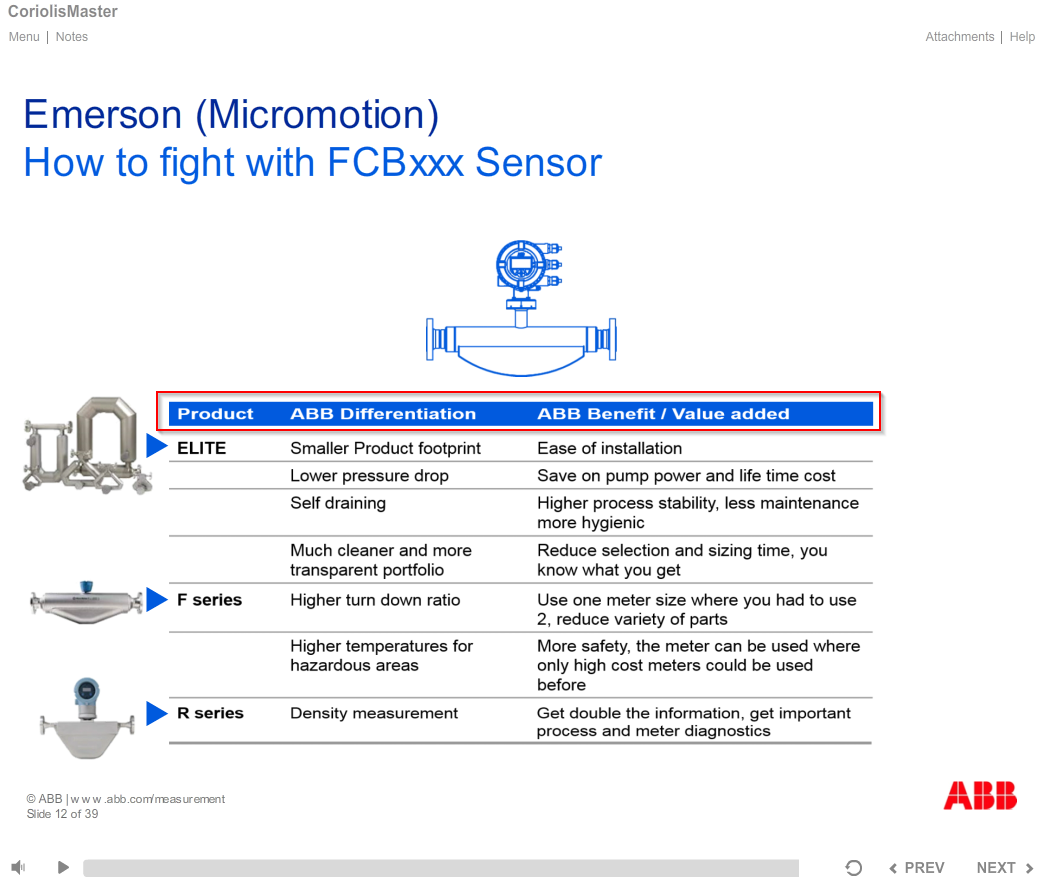 CoriolisMaster
Menu | Notes
Attachments | Help
Emerson (Micromotion)
How to fight with FCBxxx Sensor
Product ABB Differentiation ABB Benefit / Value added
ELITE Smaller Product footprint Ease of installation
Lower pressure drop Save on pump power and life time cost
Self draining Higher process stability, less maintenance
more hygienic
Much cleaner and more Reduce selection and sizing time, you
transparent portfolio know what you get
F series Higher turn down ratio Use one meter size where you had to use
2, reduce variety of parts
Higher temperatures for More safety, the meter can be used where
hazardous areas only high cost meters could be used
before
R series Density measurement Get double the information, get important
process and meter diagnostics
© ABB | www.abb.com/measurement
Slide 12 of 39
ABB
PREV NEXT